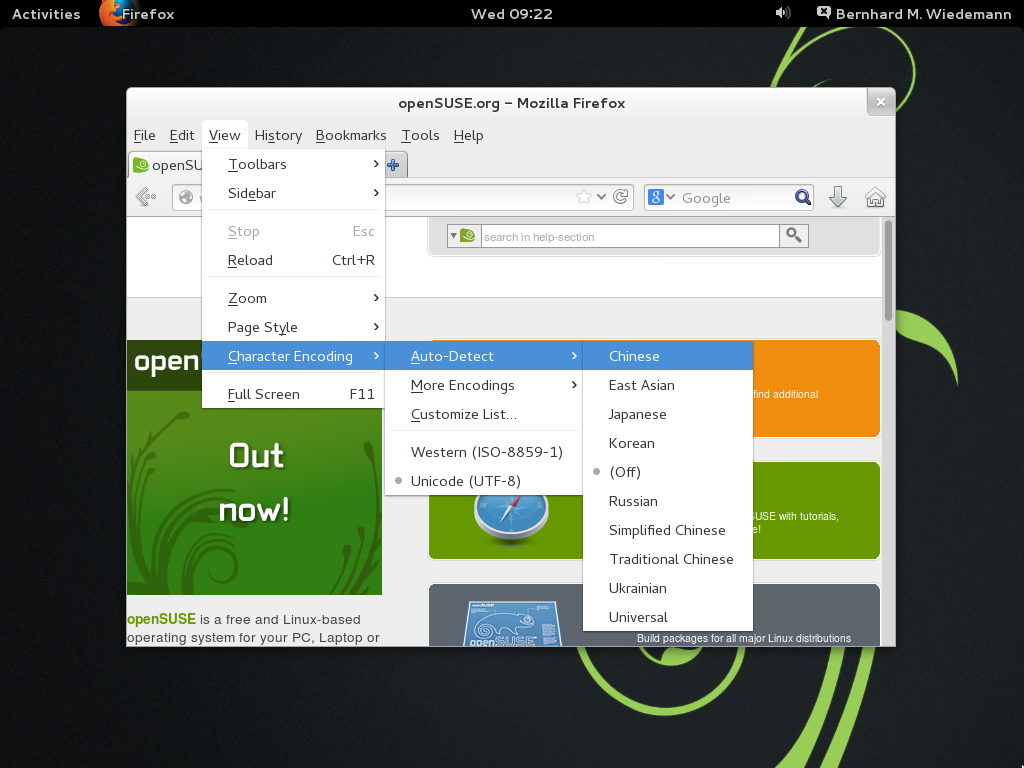 Activities Firefox Wed 09:22 Bernhard M. Wiedemann
openSUSE.org – Mozilla Firefox
File Edit View History Bookmarks Tools Help
openSU
Toolbars
Sidebar
Stop Esc
Reload Ctrl+R
Zoom
Page Style
Character Encoding
Full Screen F11
Auto-Detect
More Encodings
Customize List...
Western (ISO-8859-1)
Unicode (UTF-8)
Chinese
East Asian
Japanese
Korean
(Off)
Russian
Simplified Chinese
Traditional Chinese
Ukrainian
Universal
8 Google
search in help-section
open
Out
now!
find additional
SUSE with tutorials,
e!
openSUSE
openSUSE
Build packages for all major Linux distributions
openSUSE is a free and Linux-based
operating system for your PC, Laptop or